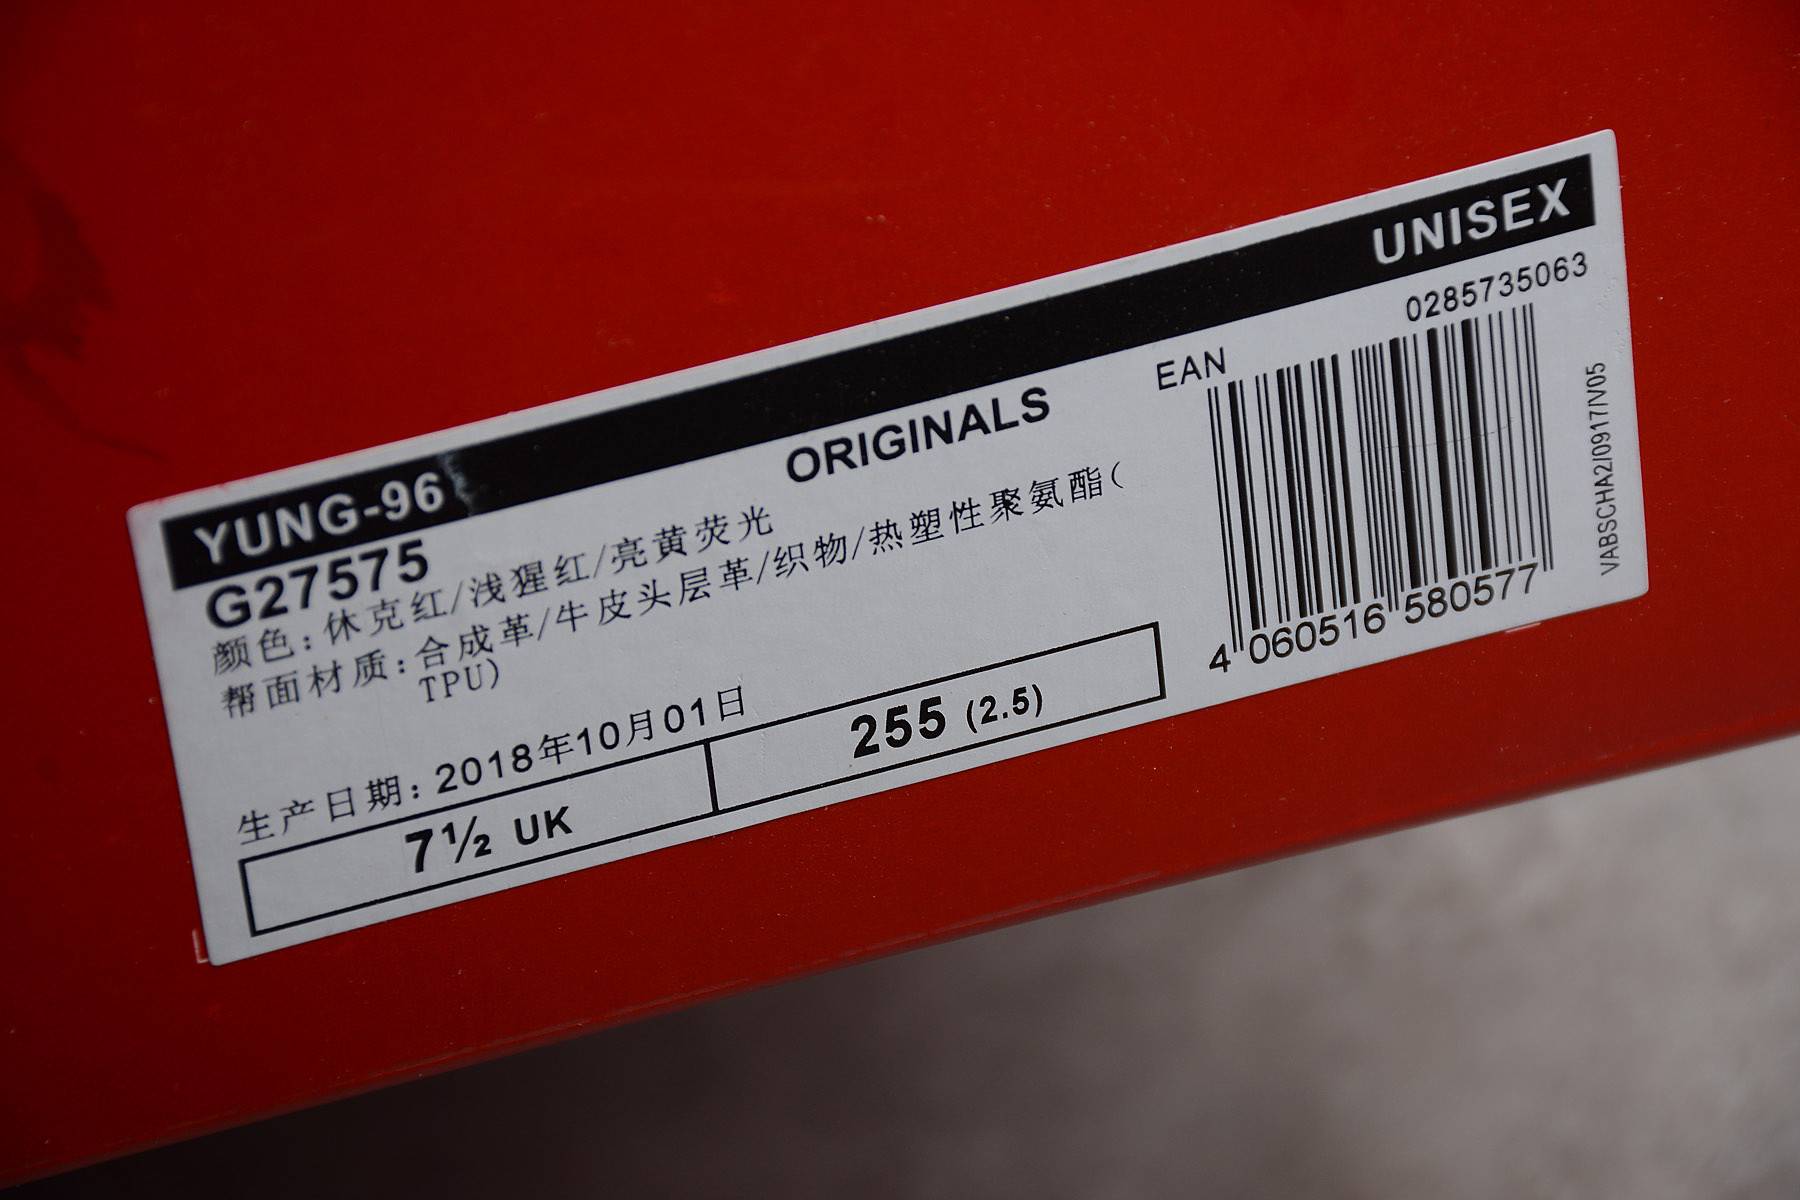 YUNG-96 UNISEX
G27575 ORIGINALS
颜色: 休克红/浅猩红/亮黄荧光
帮面材质: 合成革/牛皮头层革/织物/热塑性聚氨酯(
TPU)
生产日期: 2018年10月01日
7½ UK
255 (2.5)
EAN
0285735063
4 060516 580577
VABSCHA2/0917/V05